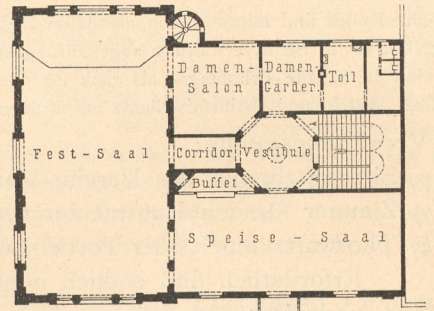 Damen-
Salon
Damen-
Garder.
Toil
Fest-Saal
Corridor
Vestibule
Buffet
Speise-Saal